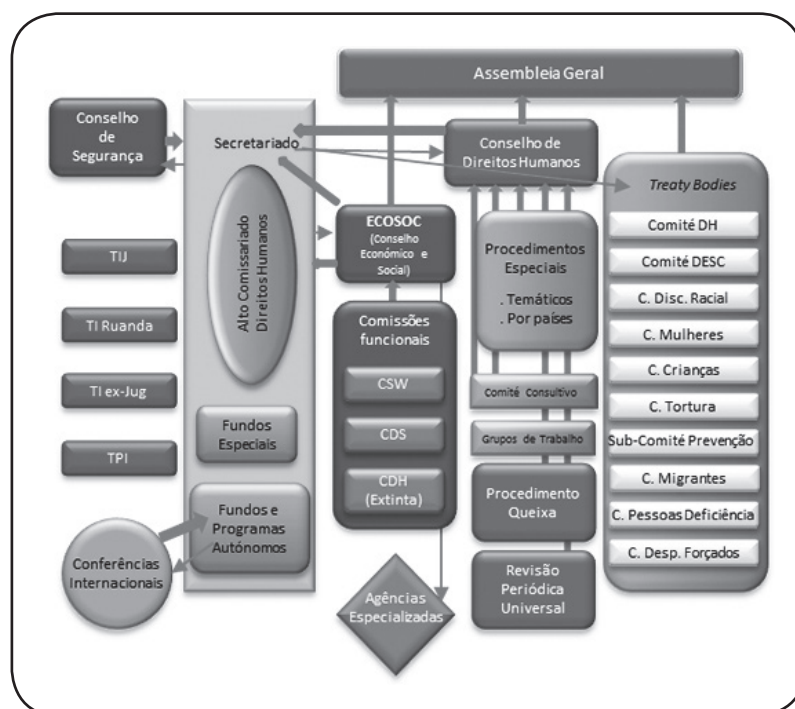 Assembleia Geral
Conselho
de
Segurança
Secretariado
Alto Comissariado
Direitos Humanos
Fundos
Especiais
Fundos e
Programas
Autónomos
TIJ
TI Ruanda
TI ex-Jug
TPI
Conferências
Internacionais
ECOSOC
(Conselho
Económico e
Social)
Comissões
funcionais
CSW
CDS
CDH
(Extinta)
Agências
Especializadas
Conselho de
Direitos Humanos
Procedimentos
Especiais
. Temáticos
. Por países
Comité Consultivo
Grupos de Trabalho
Procedimento
Queixa
Revisão
Periódica
Universal
Treaty Bodies
Comité DH
Comité DESC
C. Disc. Racial
C. Mulheres
C. Crianças
C. Tortura
Sub-Comité Prevenção
C. Migrantes
C. Pessoas Deficiência
C. Desp. Forçados